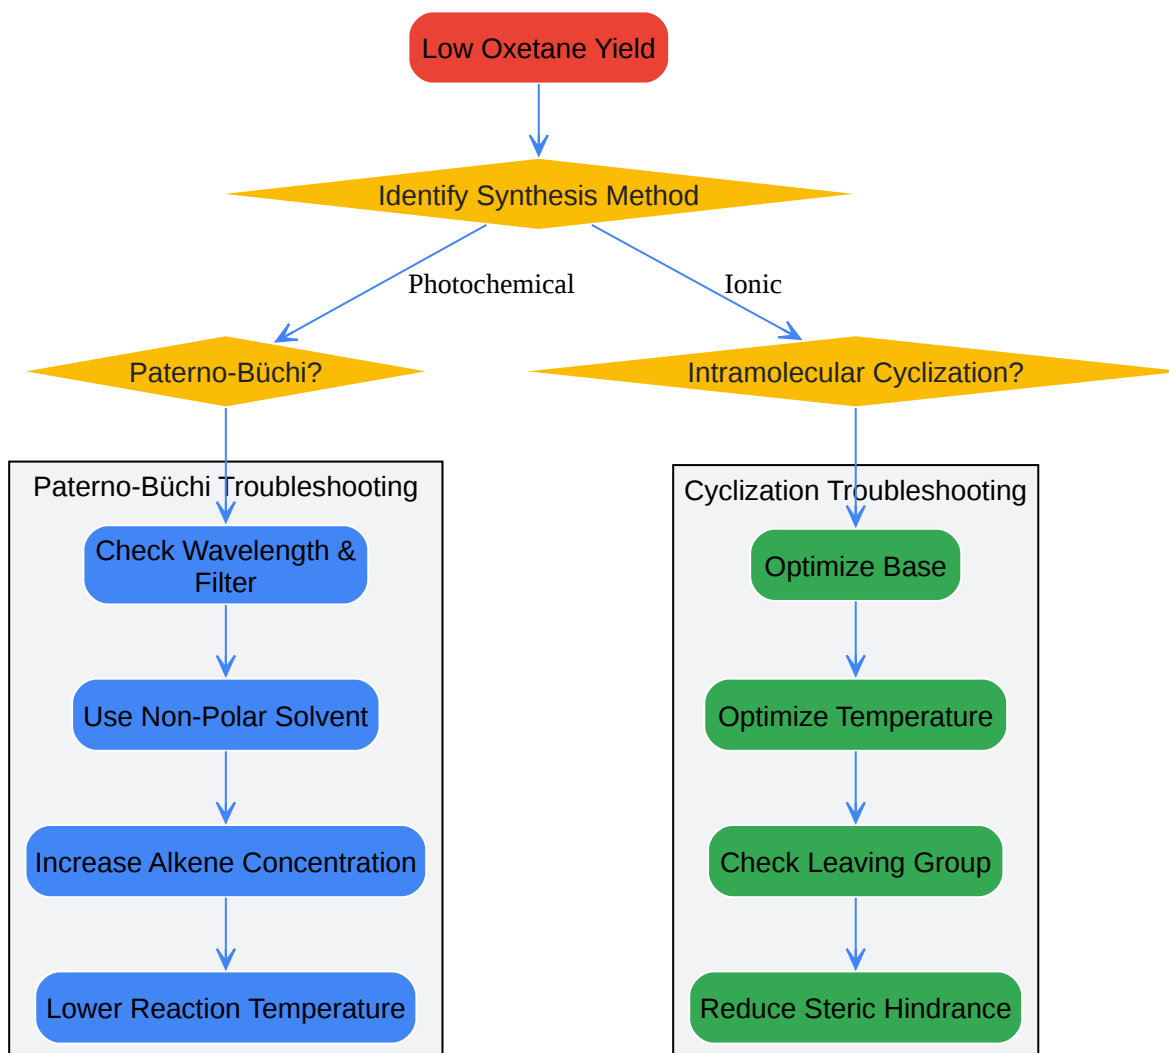 Low Oxetane Yield
Identify Synthesis Method
Photochemical
Ionic
Paterno-Büchi?
Intramolecular Cyclization?
Paterno-Büchi Troubleshooting
Check Wavelength &
Filter
Use Non-Polar Solvent
Increase Alkene Concentration
Lower Reaction Temperature
Cyclization Troubleshooting
Optimize Base
Optimize Temperature
Check Leaving Group
Reduce Steric Hindrance